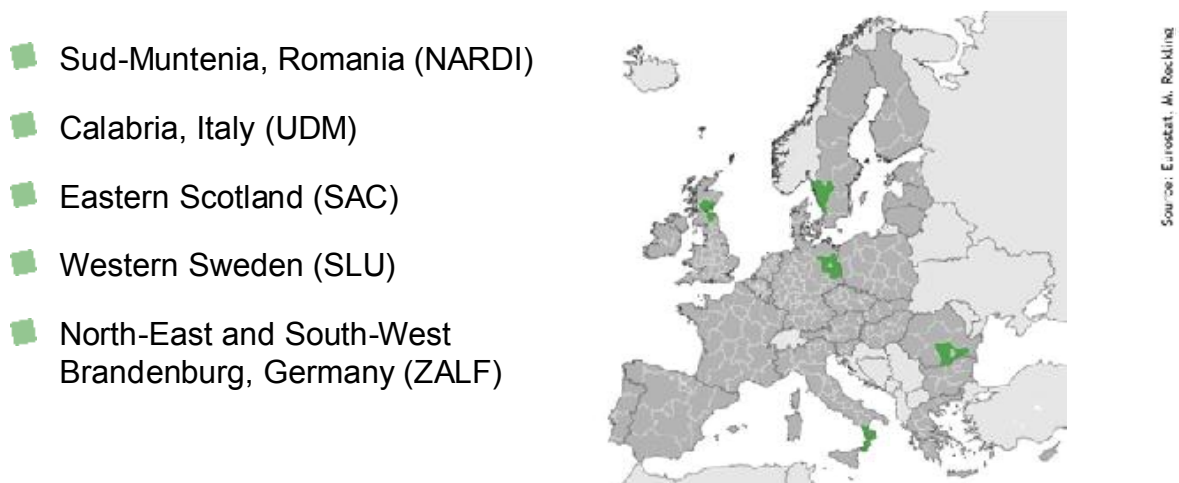 Sud-Muntenia, Romania (NARDI)
Calabria, Italy (UDM)
Eastern Scotland (SAC)
Western Sweden (SLU)
North-East and South-West
Brandenburg, Germany (ZALF)
Source: Eurostat, M. Reckling